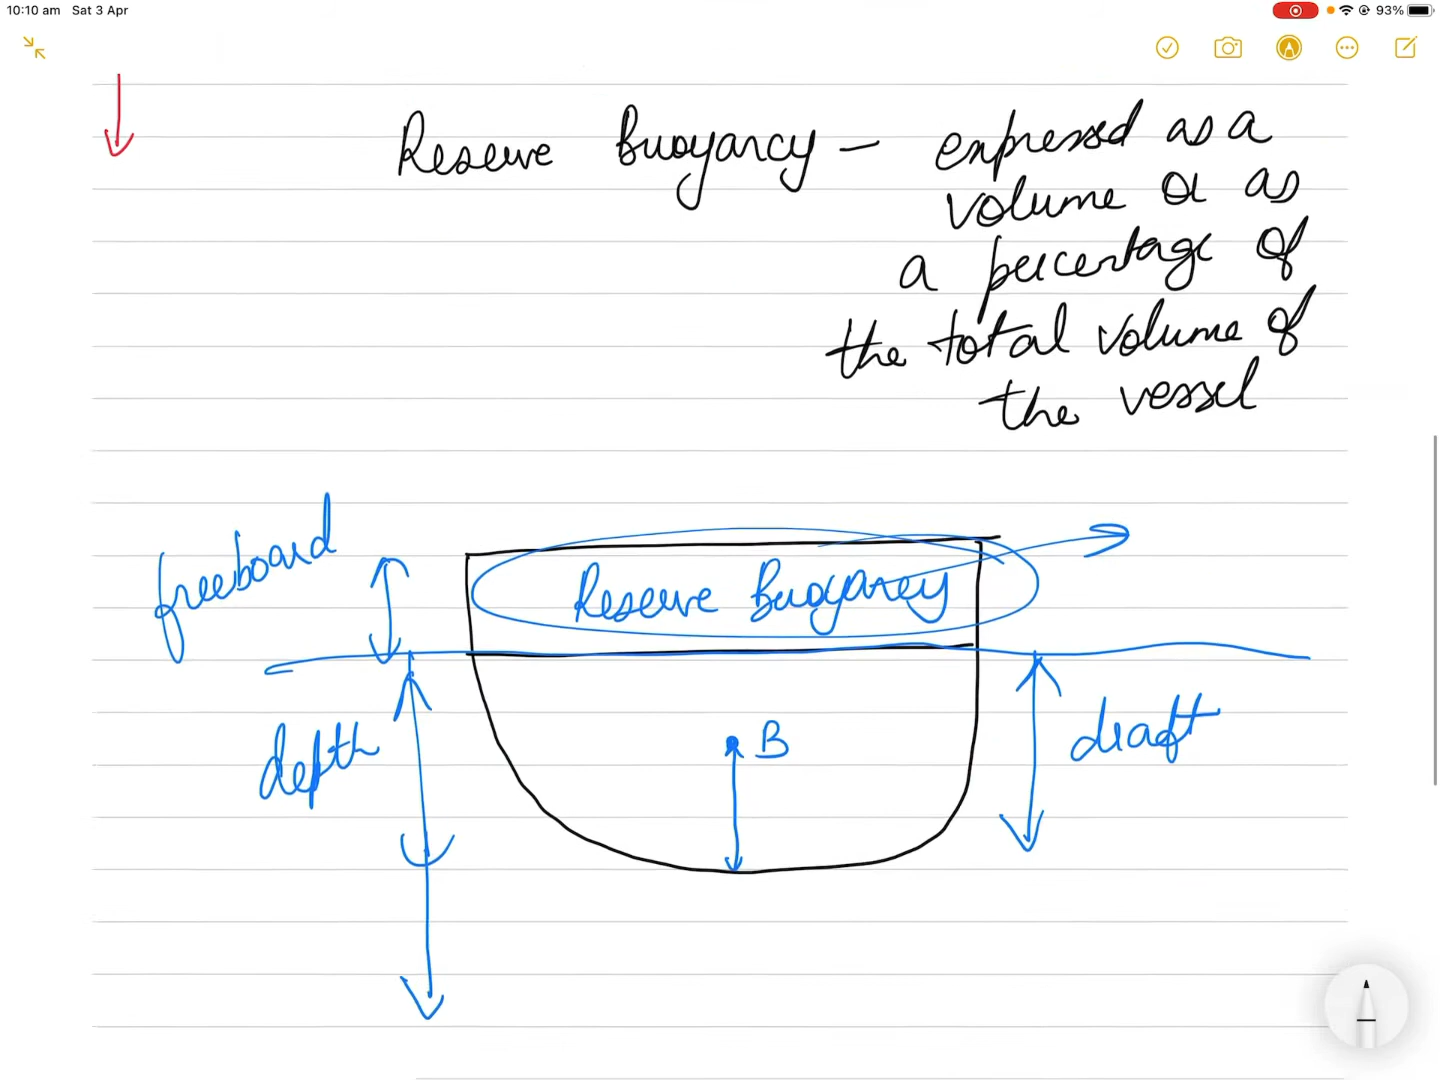 10:10 am Sat 3 Apr
93%
Reserve Buoyancy – expressed as a
volume or as
a percentage of
the total volume of
the vessel
freeboard
Reserve Buoyancy
depth
B
draft